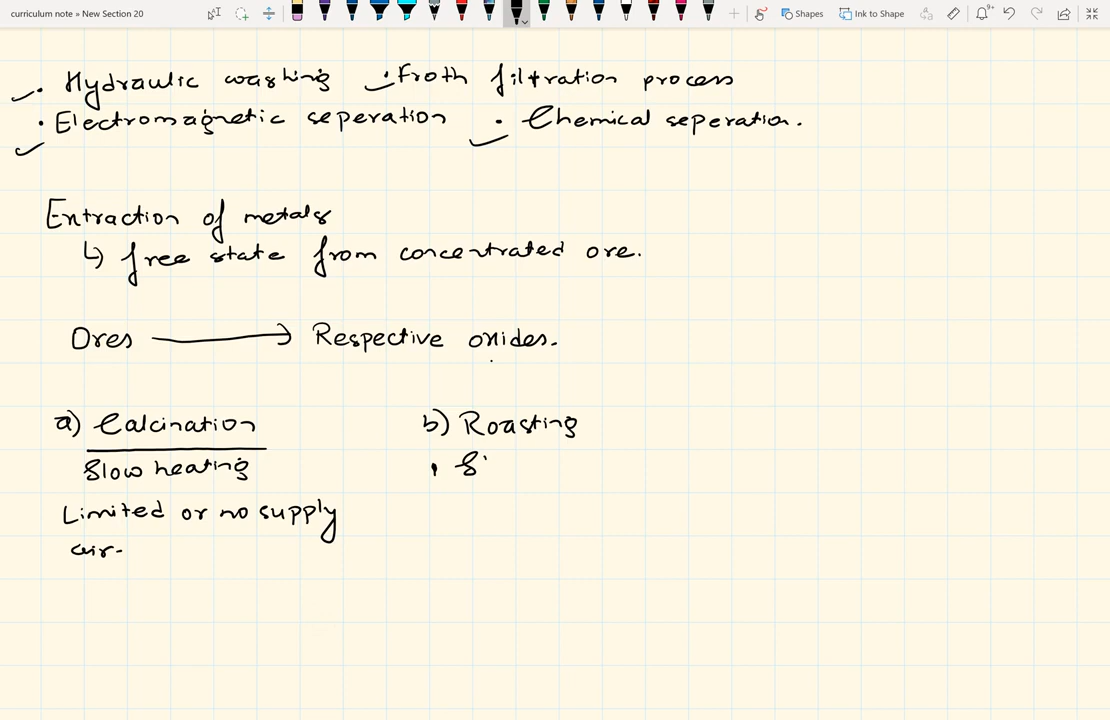 curriculum note » New Section 20
Shapes
Ink to Shape
9+
• Hydraulic washing • Froth filtration process
• Electromagnetic seperation • Chemical seperation.
Extraction of metals
↳ free state from concentrated ore.
Ores → Respective oxides.
a) Calcination
b) Roasting
Slow heating
Limited or no supply
air.